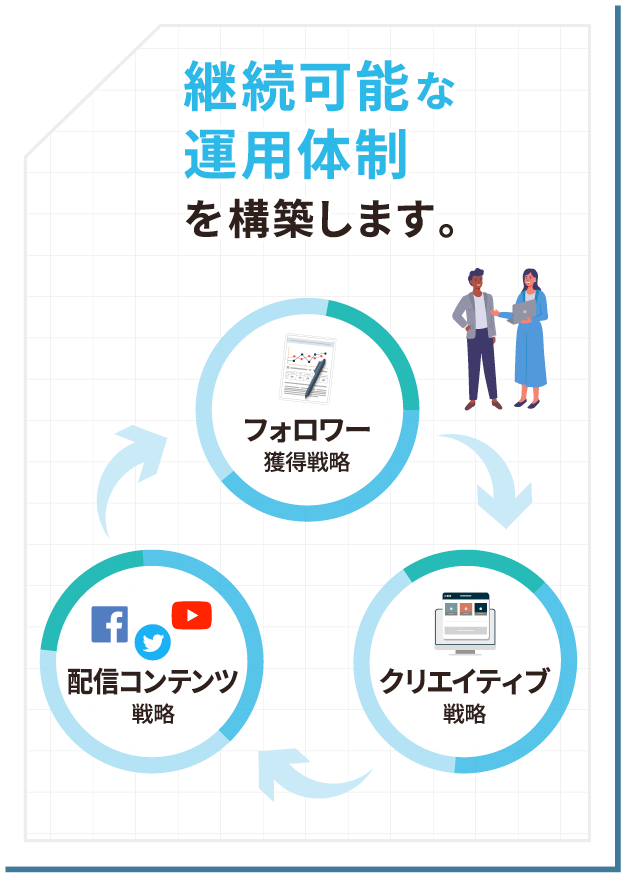 継続可能な
運用体制
を構築します。
フォロワー
獲得戦略
配信コンテンツ
戦略
クリエイティブ
戦略